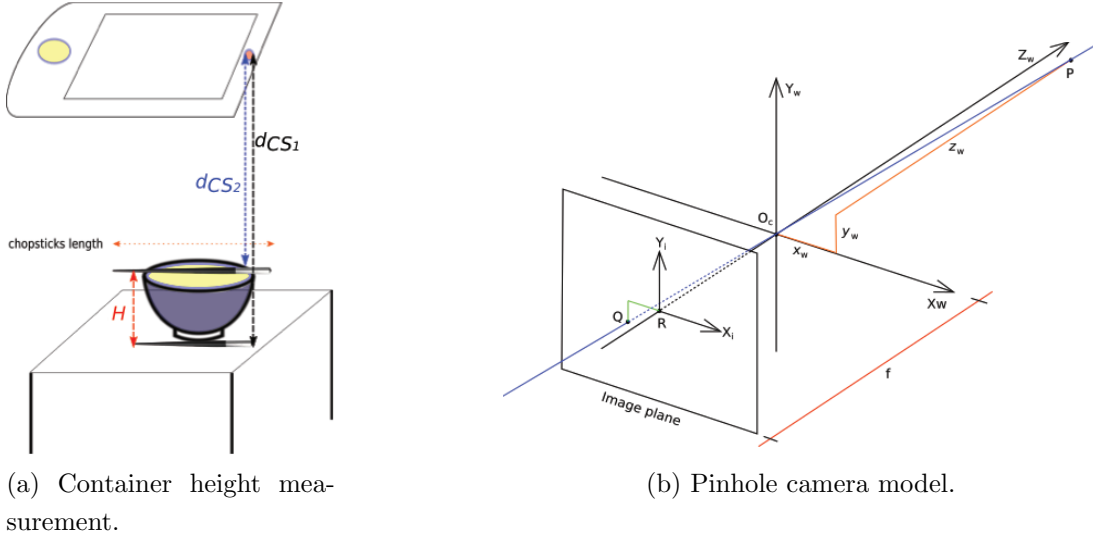 dCS₁
dCS₂
chopsticks length
H
(a) Container height mea-
surement.
Zw
P
Yw
zw
Oc
yw
xw
Yi
Xw
Q
R
Xi
f
Image plane
(b) Pinhole camera model.